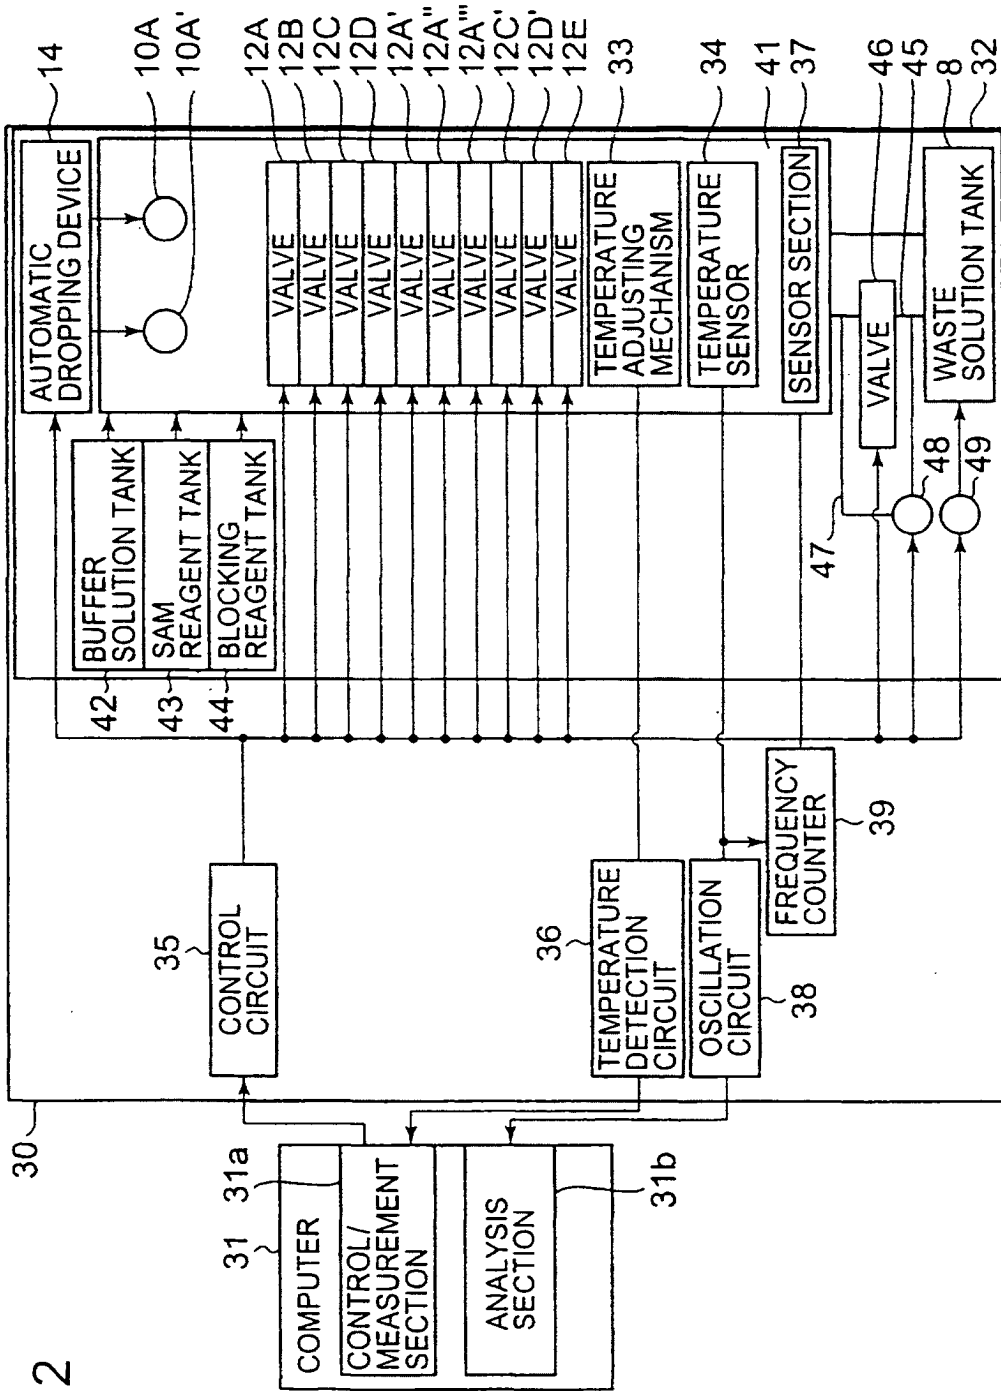 2
30
31
COMPUTER
31a
CONTROL/
MEASUREMENT
SECTION
ANALYSIS
SECTION
31b
35
CONTROL
CIRCUIT
36
TEMPERATURE
DETECTION
CIRCUIT
OSCILLATION
CIRCUIT
38
FREQUENCY
COUNTER
39
42
BUFFER
SOLUTION TANK
43
SAM
REAGENT TANK
44
BLOCKING
REAGENT TANK
AUTOMATIC
DROPPING DEVICE
14
10A
10A'
VALVE
12A
VALVE
12B
VALVE
12C
VALVE
12D
VALVE
12A'
VALVE
12A"
VALVE
12A"'
VALVE
12C'
VALVE
12D'
VALVE
12E
TEMPERATURE
ADJUSTING
MECHANISM
33
TEMPERATURE
SENSOR
34
41
SENSOR SECTION
37
VALVE
46
45
47
48
49
WASTE
SOLUTION TANK
8
32